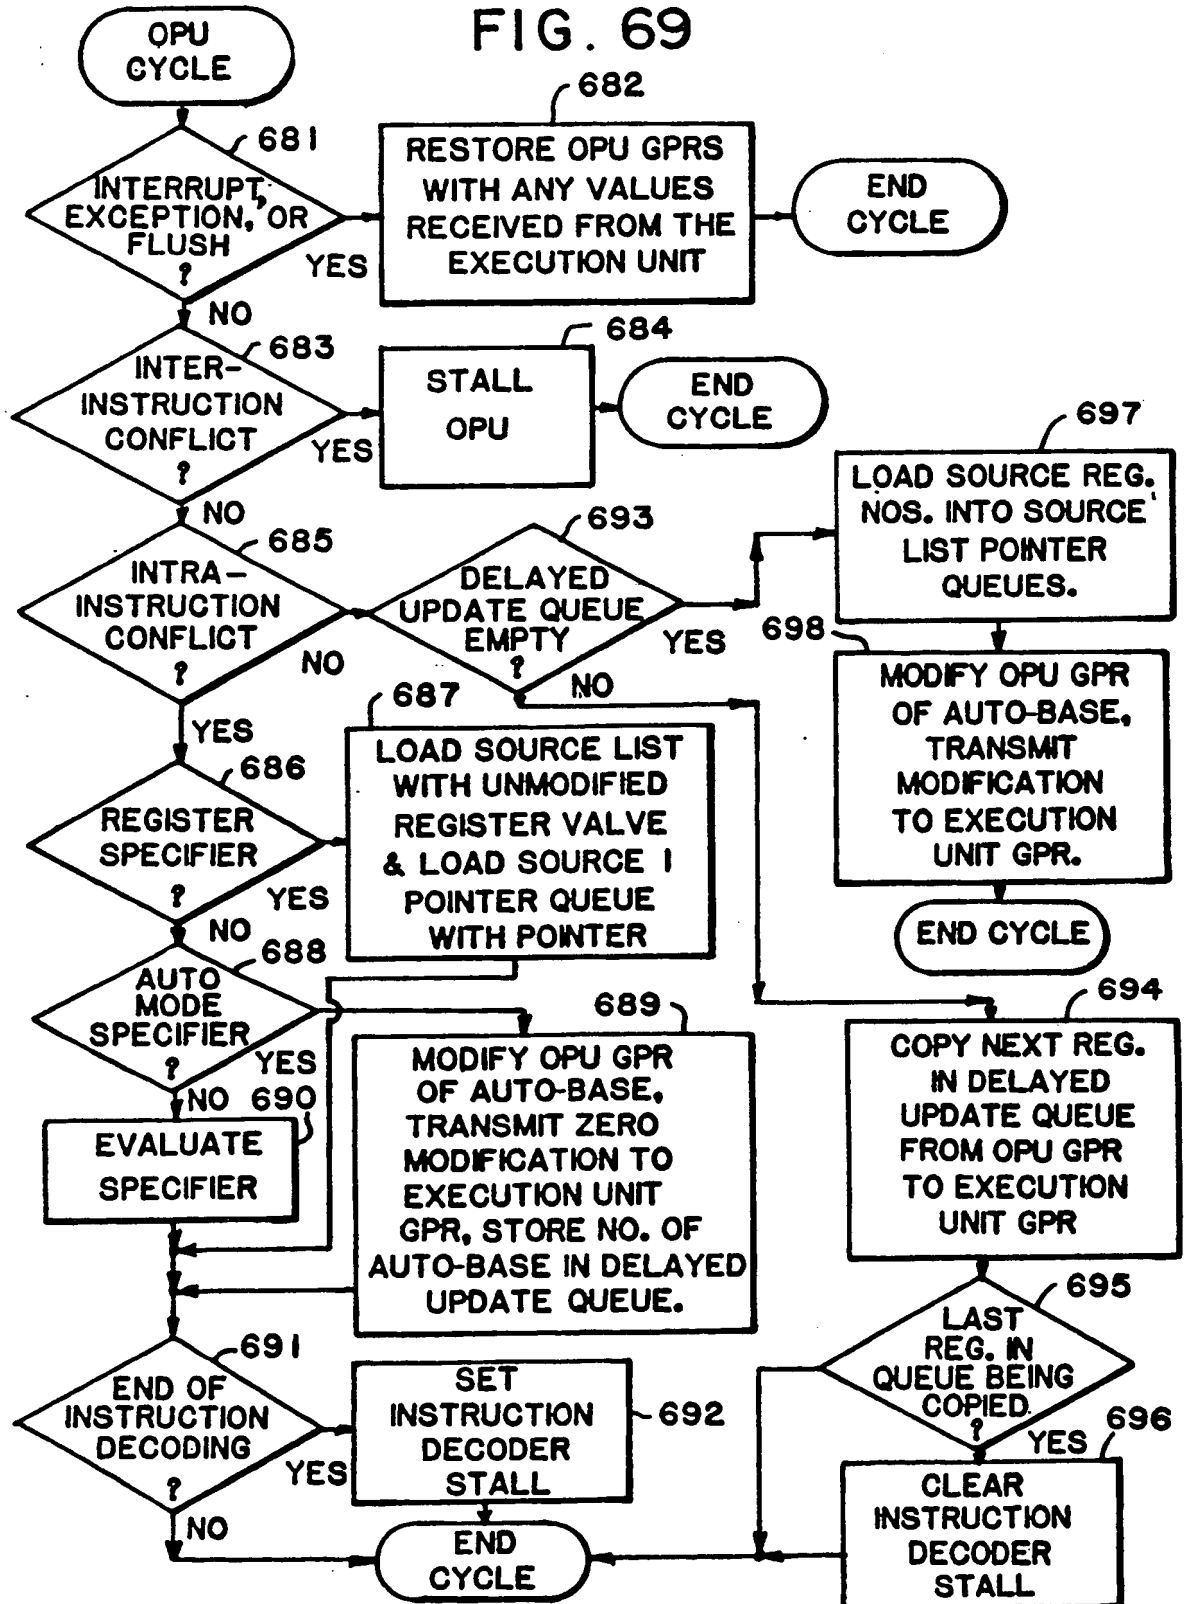 FIG. 69
OPU
CYCLE
681
INTERRUPT,
EXCEPTION, OR
FLUSH
?
YES
NO
682
RESTORE OPU GPRS
WITH ANY VALUES
RECEIVED FROM THE
EXECUTION UNIT
END
CYCLE
683
INTER-
INSTRUCTION
CONFLICT
?
YES
NO
684
STALL
OPU
END
CYCLE
685
INTRA-
INSTRUCTION
CONFLICT
?
NO
YES
693
DELAYED
UPDATE QUEUE
EMPTY
?
YES
NO
697
LOAD SOURCE REG.
NOS. INTO SOURCE
LIST POINTER
QUEUES.
698
MODIFY OPU GPR
OF AUTO-BASE,
TRANSMIT
MODIFICATION
TO EXECUTION
UNIT GPR.
END CYCLE
686
REGISTER
SPECIFIER
?
YES
NO
687
LOAD SOURCE LIST
WITH UNMODIFIED
REGISTER VALVE
& LOAD SOURCE 1
POINTER QUEUE
WITH POINTER
688
AUTO
MODE
SPECIFIER
?
YES
NO
689
MODIFY OPU GPR
OF AUTO-BASE,
TRANSMIT ZERO
MODIFICATION TO
EXECUTION UNIT
GPR, STORE NO. OF
AUTO-BASE IN DELAYED
UPDATE QUEUE.
690
EVALUATE
SPECIFIER
694
COPY NEXT REG.
IN DELAYED
UPDATE QUEUE
FROM OPU GPR
TO EXECUTION
UNIT GPR
695
LAST
REG. IN
QUEUE BEING
COPIED
?
YES
696
CLEAR
INSTRUCTION
DECODER
STALL
691
END OF
INSTRUCTION
DECODING
?
YES
NO
692
SET
INSTRUCTION
DECODER
STALL
END
CYCLE